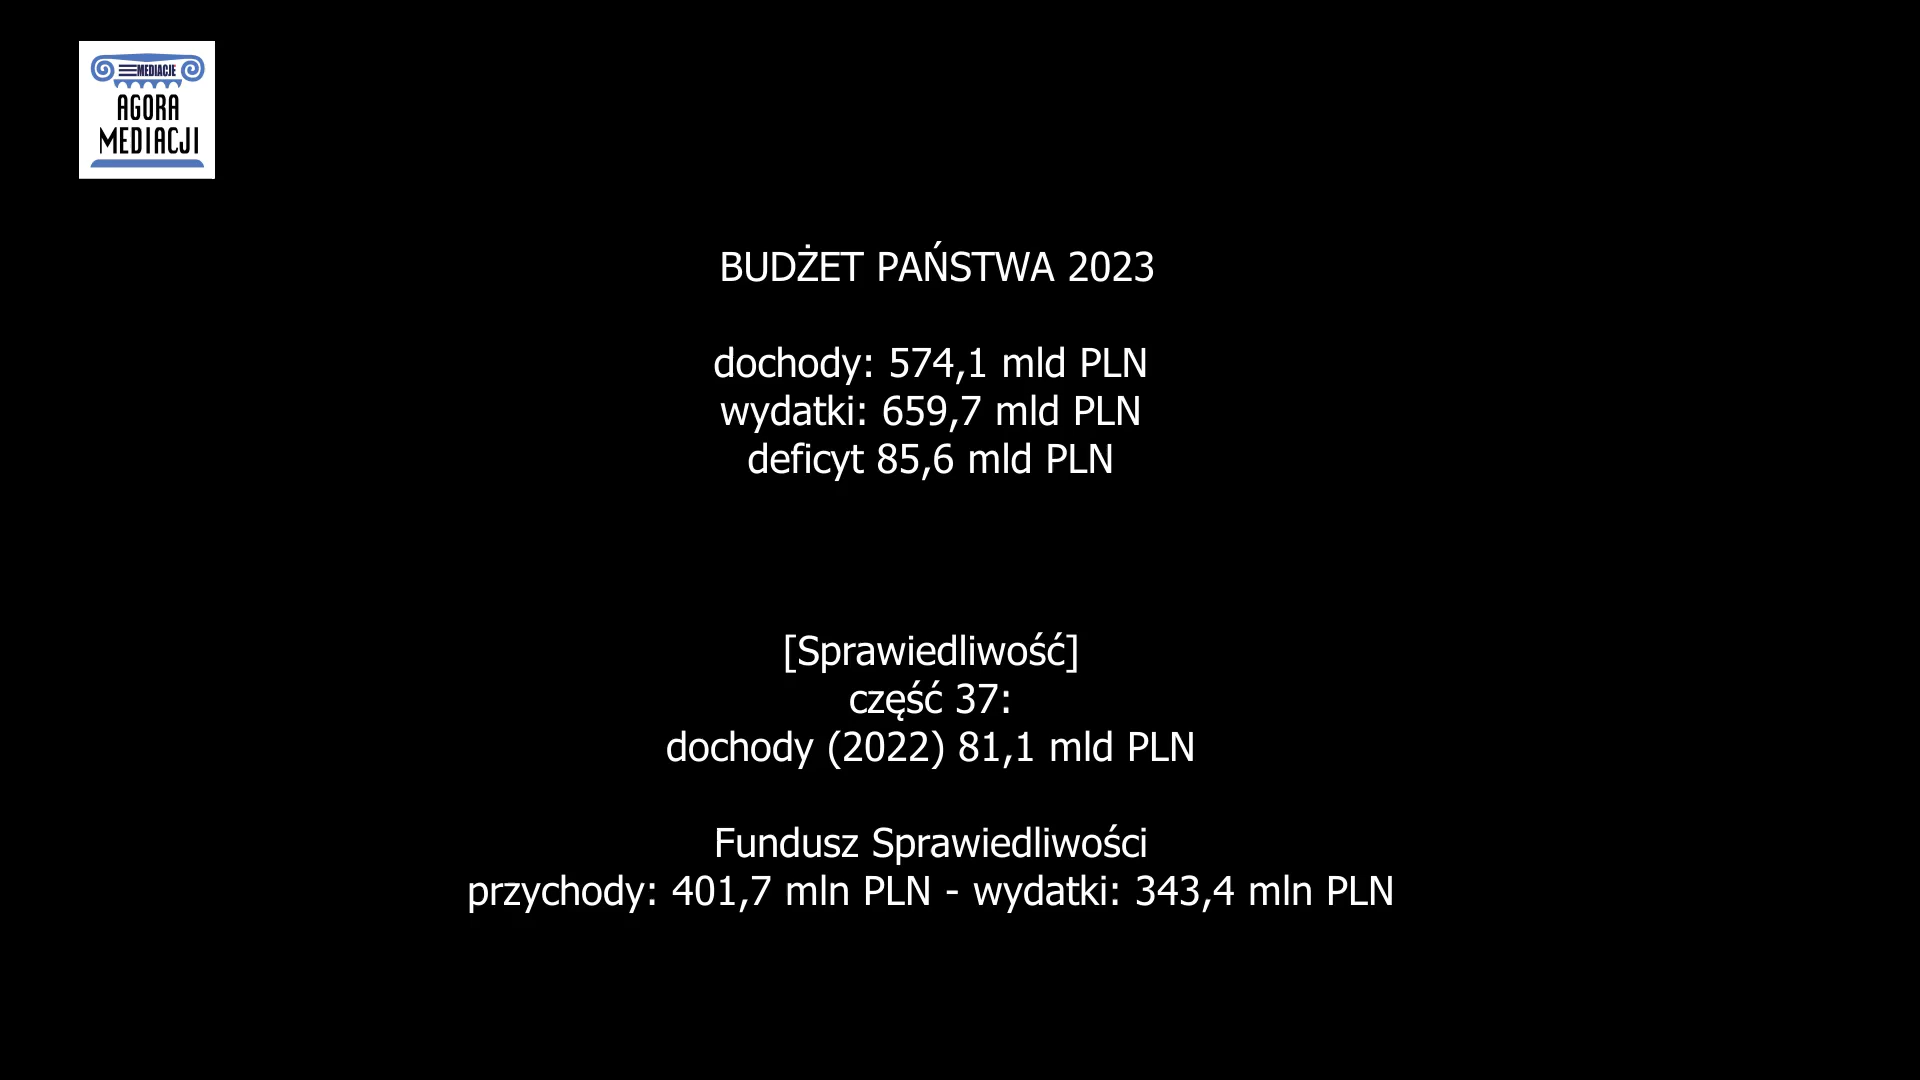 MEDIACJE
AGORA
MEDIACJI
BUDŻET PAŃSTWA 2023
dochody: 574,1 mld PLN
wydatki: 659,7 mld PLN
deficyt 85,6 mld PLN
[Sprawiedliwość]
część 37:
dochody (2022) 81,1 mld PLN
Fundusz Sprawiedliwości
przychody: 401,7 mln PLN - wydatki: 343,4 mln PLN